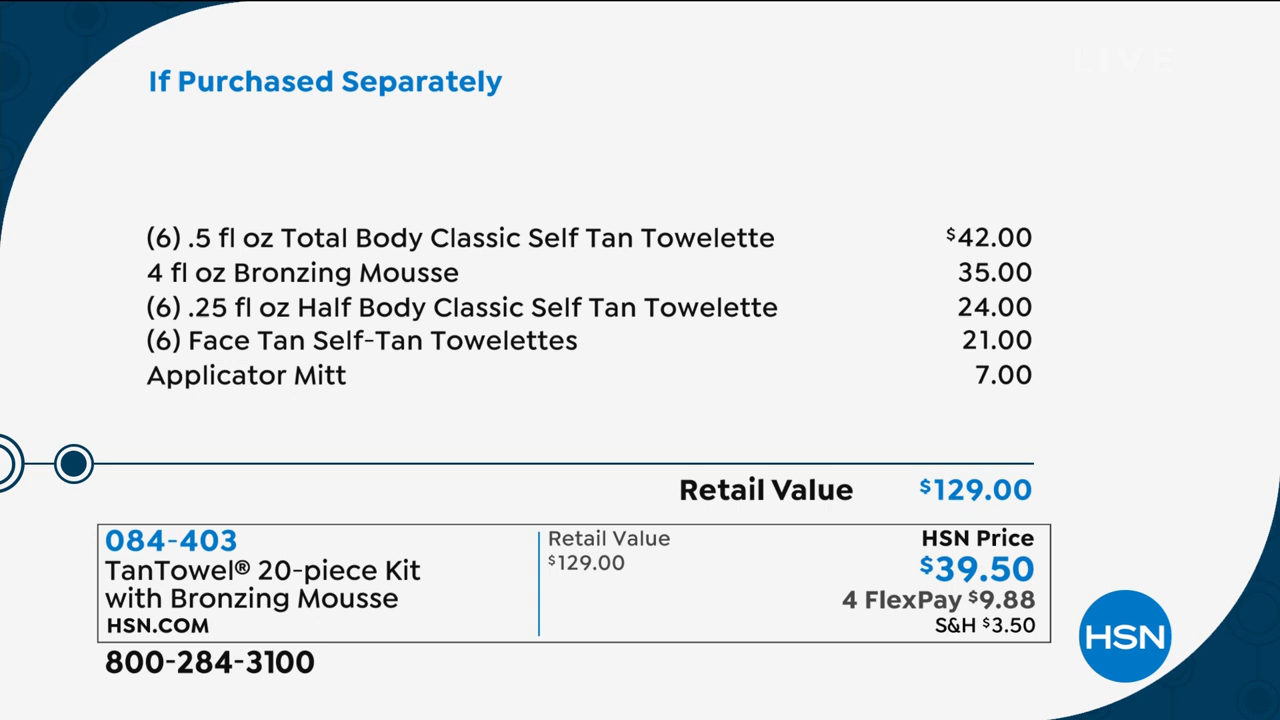 LIVE
If Purchased Separately
(6) .5 fl oz Total Body Classic Self Tan Towelette $42.00
4 fl oz Bronzing Mousse 35.00
(6) .25 fl oz Half Body Classic Self Tan Towelette 24.00
(6) Face Tan Self-Tan Towelettes 21.00
Applicator Mitt 7.00
Retail Value $129.00
084-403
TanTowel® 20-piece Kit
with Bronzing Mousse
HSN.COM
Retail Value
$129.00
HSN Price
$39.50
4 FlexPay $9.88
S&H $3.50
800-284-3100
HSN